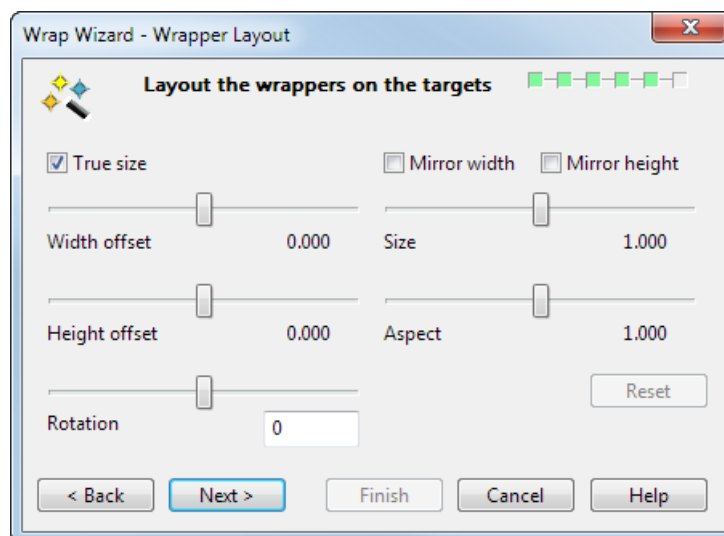 Wrap Wizard - Wrapper Layout
Layout the wrappers on the targets
True size
Mirror width
Mirror height
Width offset 0.000
Size 1.000
Height offset 0.000
Aspect 1.000
Reset
Rotation 0
< Back
Next >
Finish
Cancel
Help